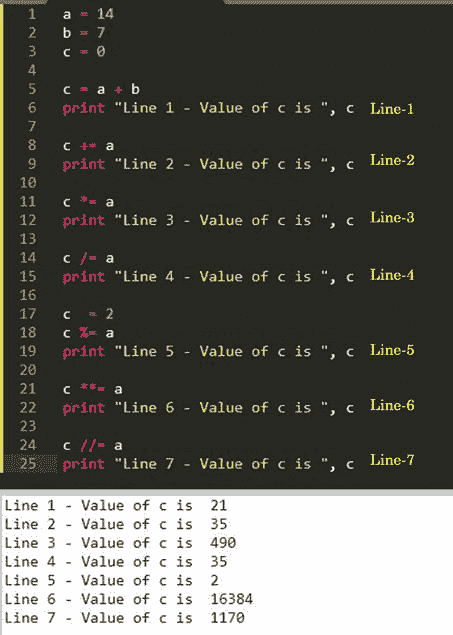 1 a = 14
2 b = 7
3 c = 0
4
5 c = a + b
6 print "Line 1 - Value of c is ", c Line-1
7
8 c += a
9 print "Line 2 - Value of c is ", c Line-2
10
11 c *= a
12 print "Line 3 - Value of c is ", c Line-3
13
14 c /= a
15 print "Line 4 - Value of c is ", c Line-4
16
17 c  = 2
18 c %= a
19 print "Line 5 - Value of c is ", c Line-5
20
21 c **= a
22 print "Line 6 - Value of c is ", c Line-6
23
24 c //= a
25 print "Line 7 - Value of c is ", c Line-7
Line 1 - Value of c is  21
Line 2 - Value of c is  35
Line 3 - Value of c is  490
Line 4 - Value of c is  35
Line 5 - Value of c is  2
Line 6 - Value of c is  16384
Line 7 - Value of c is  1170